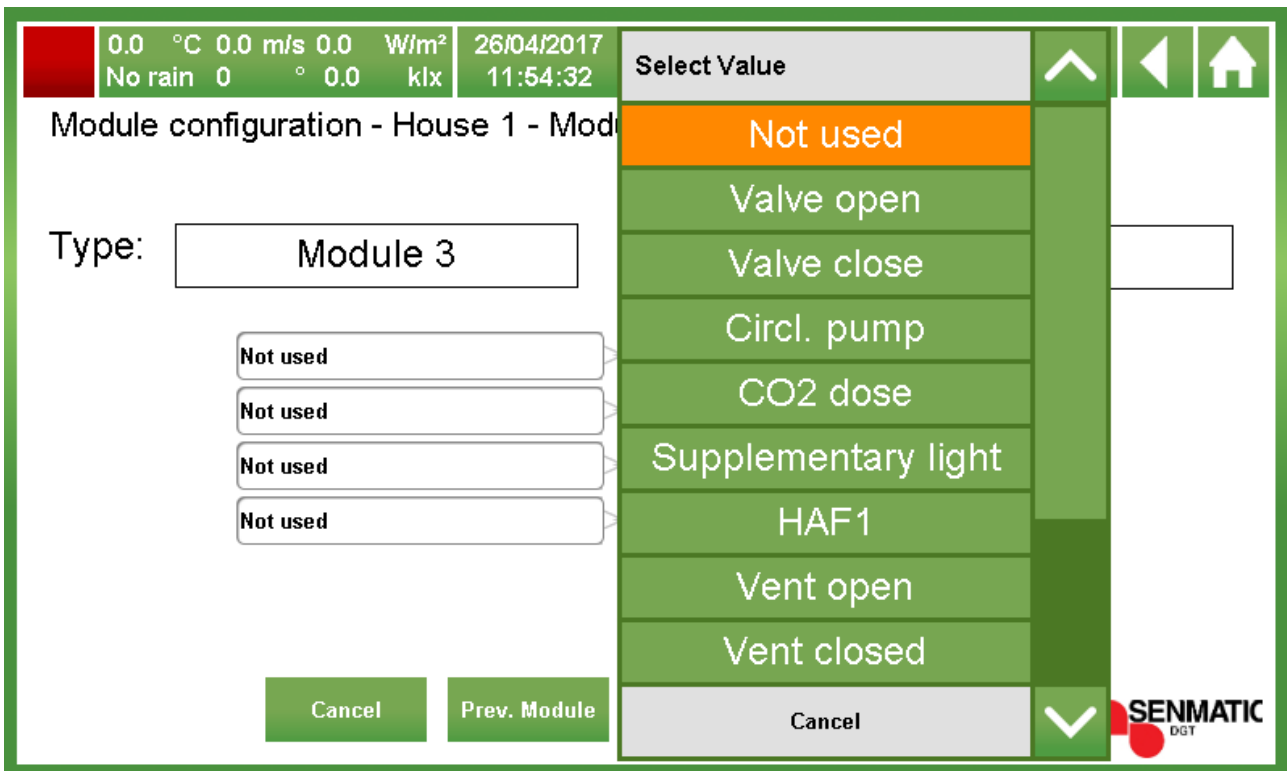 0.0 °C 0.0 m/s 0.0 W/m²
No rain 0 ° 0.0 klx
26/04/2017
11:54:32
Select Value
Module configuration - House 1 - Mod
Not used
Valve open
Valve close
Circl. pump
CO2 dose
Supplementary light
HAF1
Vent open
Vent closed
Cancel
Type:
Module 3
Not used
Not used
Not used
Not used
Cancel
Prev. Module
SENMATIC
DGT